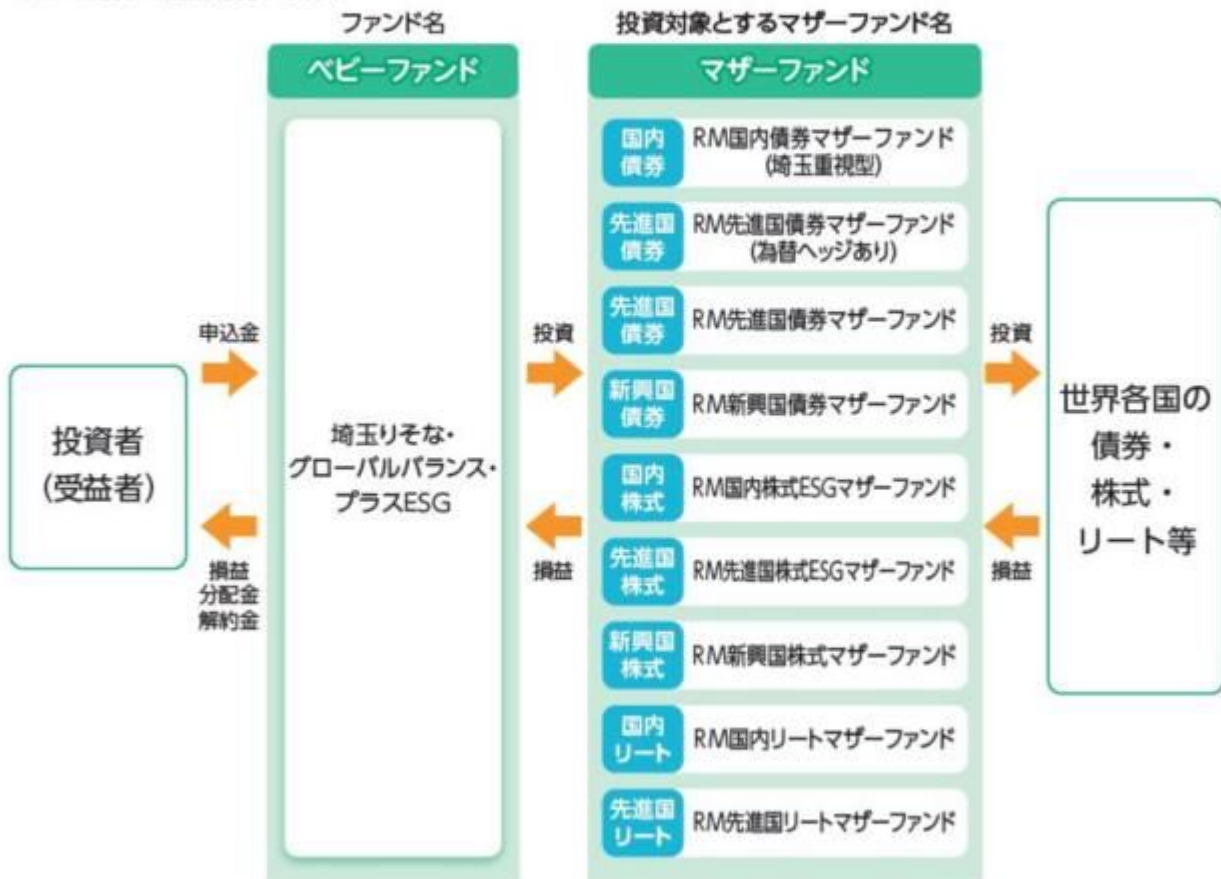 ファンド名
ベビーファンド
埼玉りそな・
グローバルバランス・
プラスESG
投資対象とするマザーファンド名
マザーファンド
国内
債券
RM国内債券マザーファンド
(埼玉重視型)
先進国
債券
RM先進国債券マザーファンド
(為替ヘッジあり)
先進国
債券
RM先進国債券マザーファンド
新興国
債券
RM新興国債券マザーファンド
国内
株式
RM国内株式ESGマザーファンド
先進国
株式
RM先進国株式ESGマザーファンド
新興国
株式
RM新興国株式マザーファンド
国内
リート
RM国内リートマザーファンド
先進国
リート
RM先進国リートマザーファンド
投資者
(受益者)
申込金
損益
分配金
解約金
投資
損益
投資
損益
世界各国の
債券・
株式・
リート等